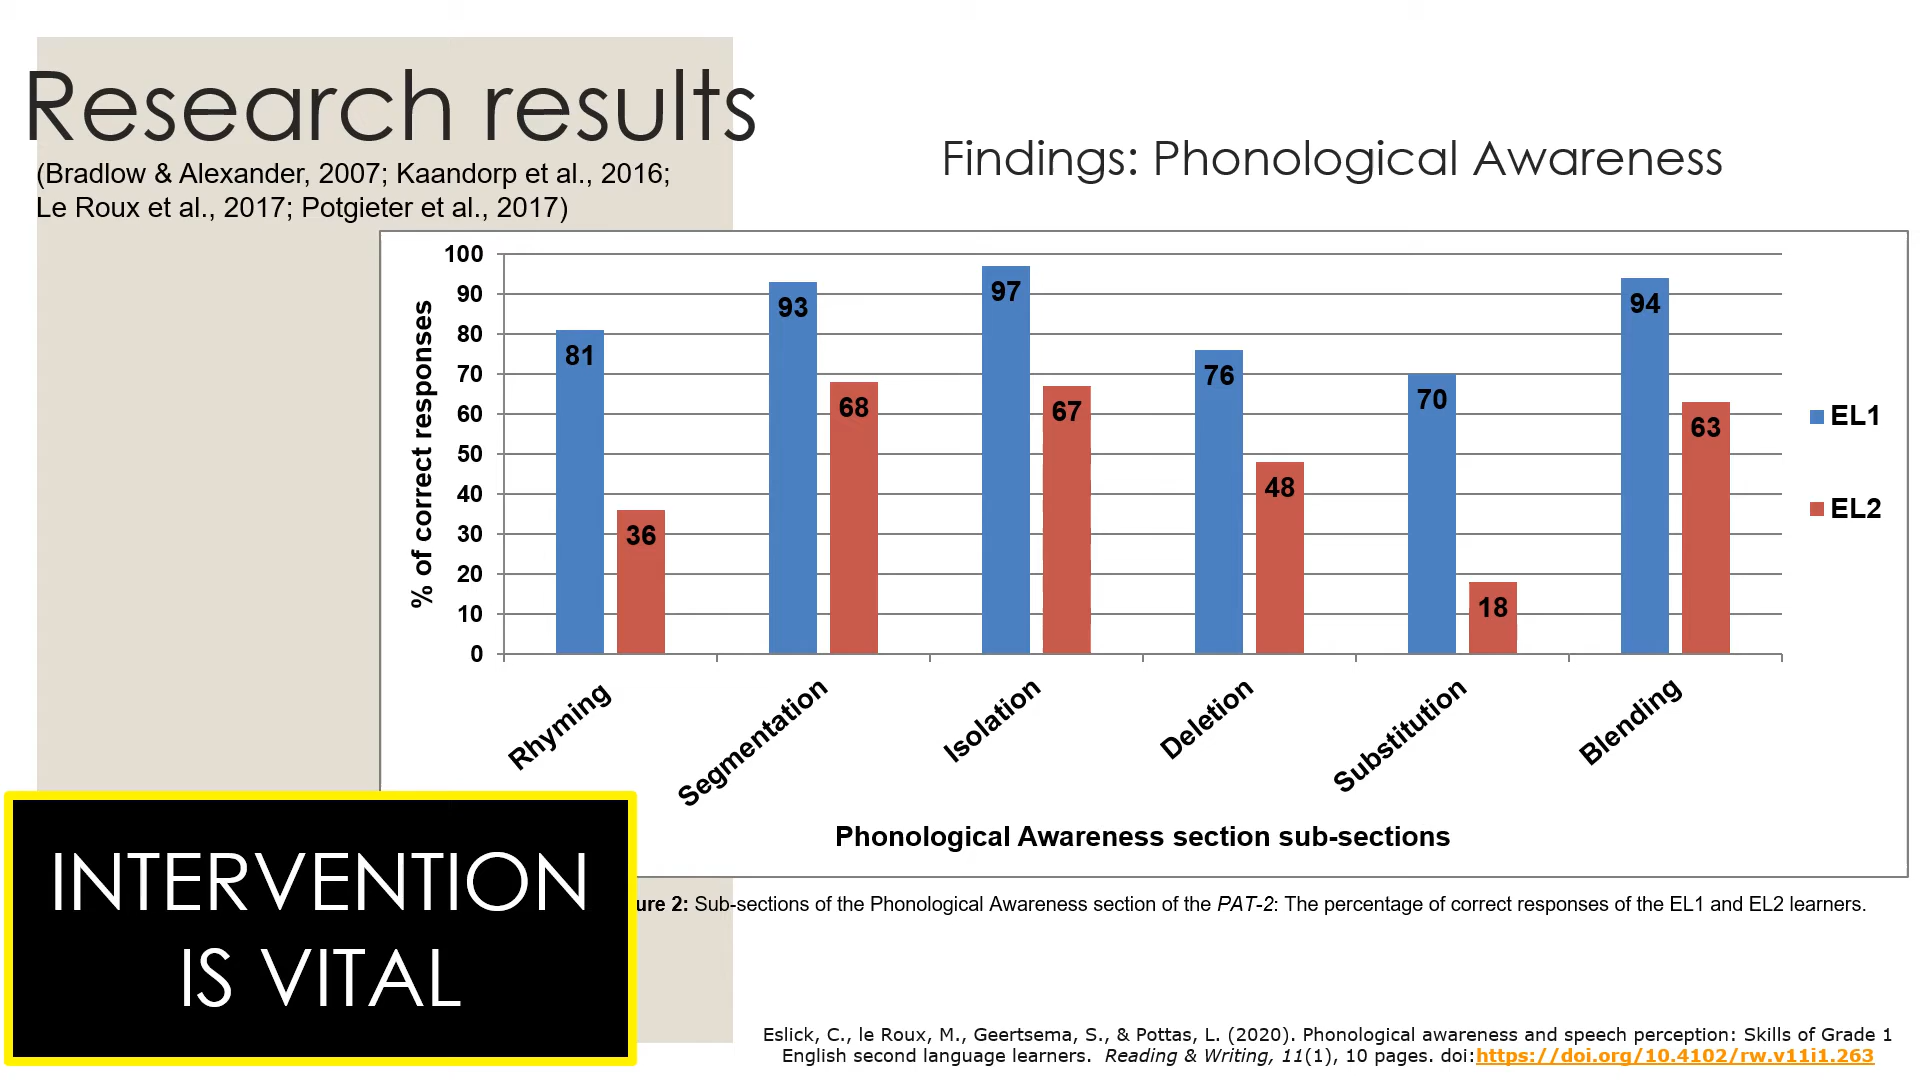 Research results
(Bradlow & Alexander, 2007; Kaandorp et al., 2016;
Le Roux et al., 2017; Potgieter et al., 2017)
Findings: Phonological Awareness
% of correct responses
100
90
80
70
60
50
40
30
20
10
0
81
36
93
68
97
67
76
48
70
18
94
63
EL1
EL2
Rhyming
Segmentation
Isolation
Deletion
Substitution
Blending
Phonological Awareness section sub-sections
INTERVENTION
IS VITAL
ure 2: Sub-sections of the Phonological Awareness section of the PAT-2: The percentage of correct responses of the EL1 and EL2 learners.
Eslick, C., le Roux, M., Geertsema, S., & Pottas, L. (2020). Phonological awareness and speech perception: Skills of Grade 1
English second language learners. Reading & Writing, 11(1), 10 pages. doi:https://doi.org/10.4102/rw.v11i1.263